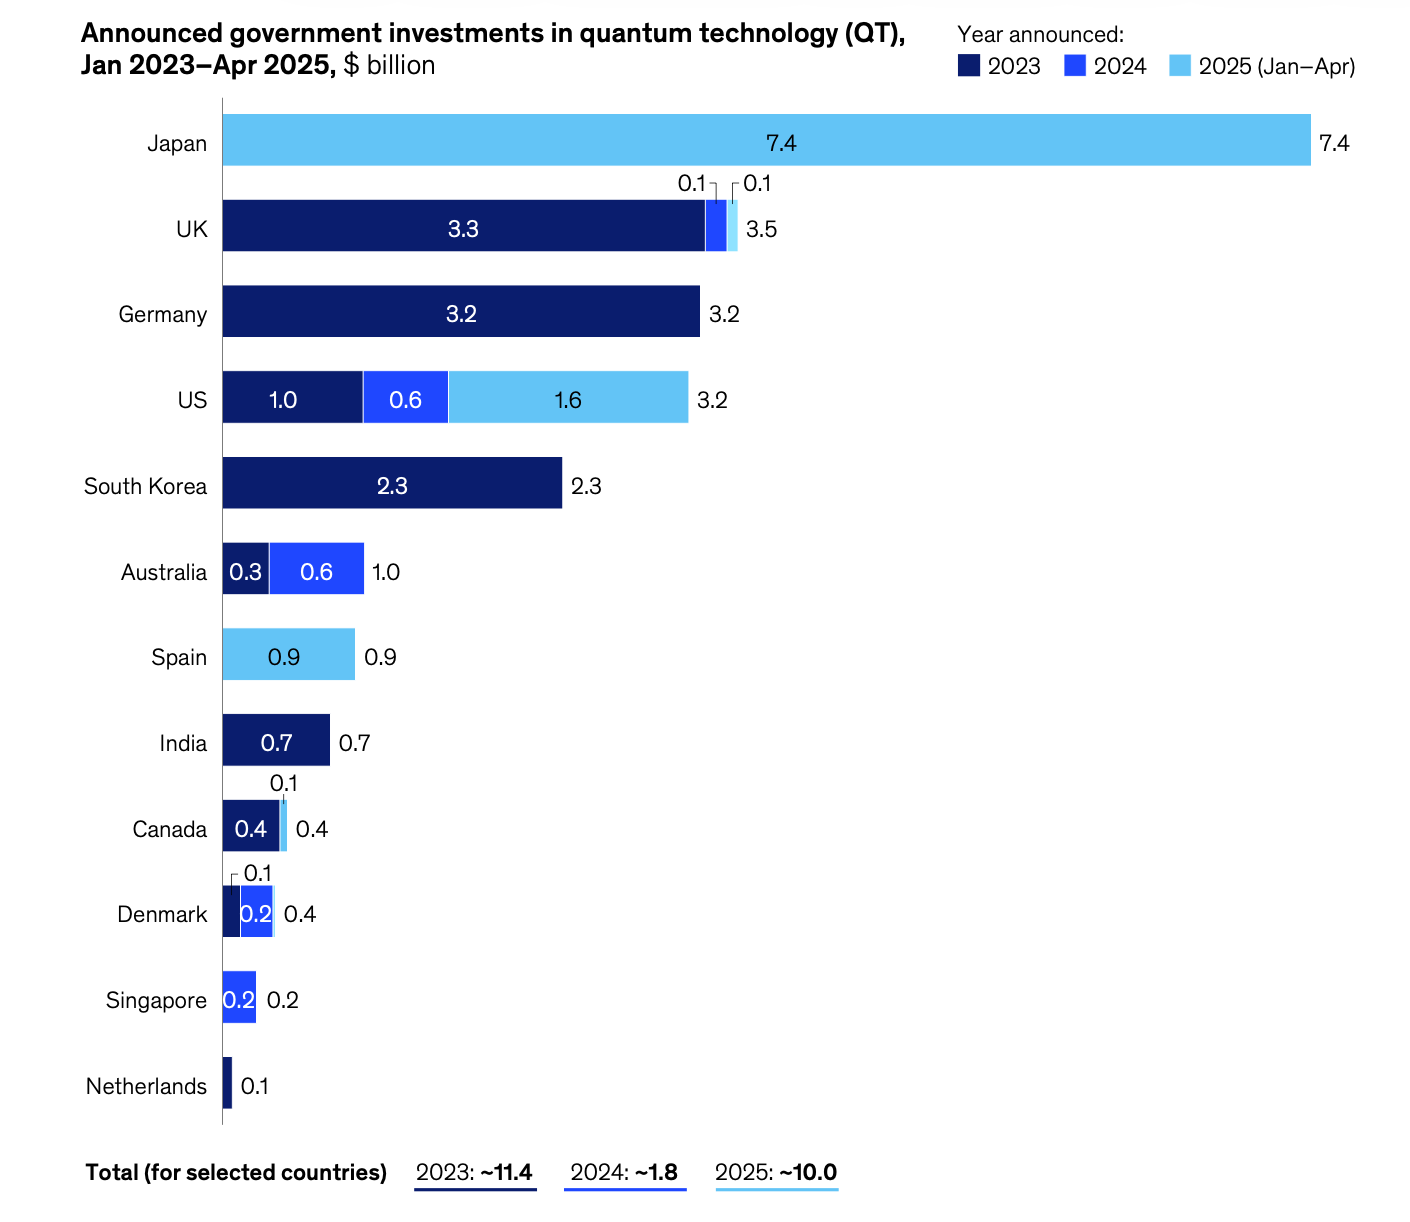 Announced government investments in quantum technology (QT),
Jan 2023–Apr 2025, $ billion
Year announced:
2023 2024 2025 (Jan–Apr)
Japan 7.4 7.4
0.1 0.1
UK 3.3 3.5
Germany 3.2 3.2
US 1.0 0.6 1.6 3.2
South Korea 2.3 2.3
Australia 0.3 0.6 1.0
Spain 0.9 0.9
India 0.7 0.7
0.1
Canada 0.4 0.4
0.1
Denmark 0.2 0.4
Singapore 0.2 0.2
Netherlands 0.1
Total (for selected countries) 2023: ~11.4 2024: ~1.8 2025: ~10.0